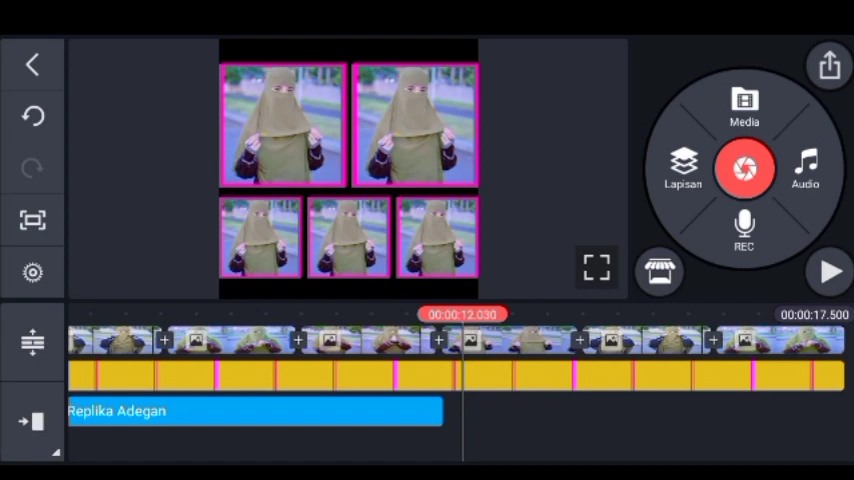 Media
Lapisan
Audio
REC
00:00:12.030
00:00:17.500
Replika Adegan